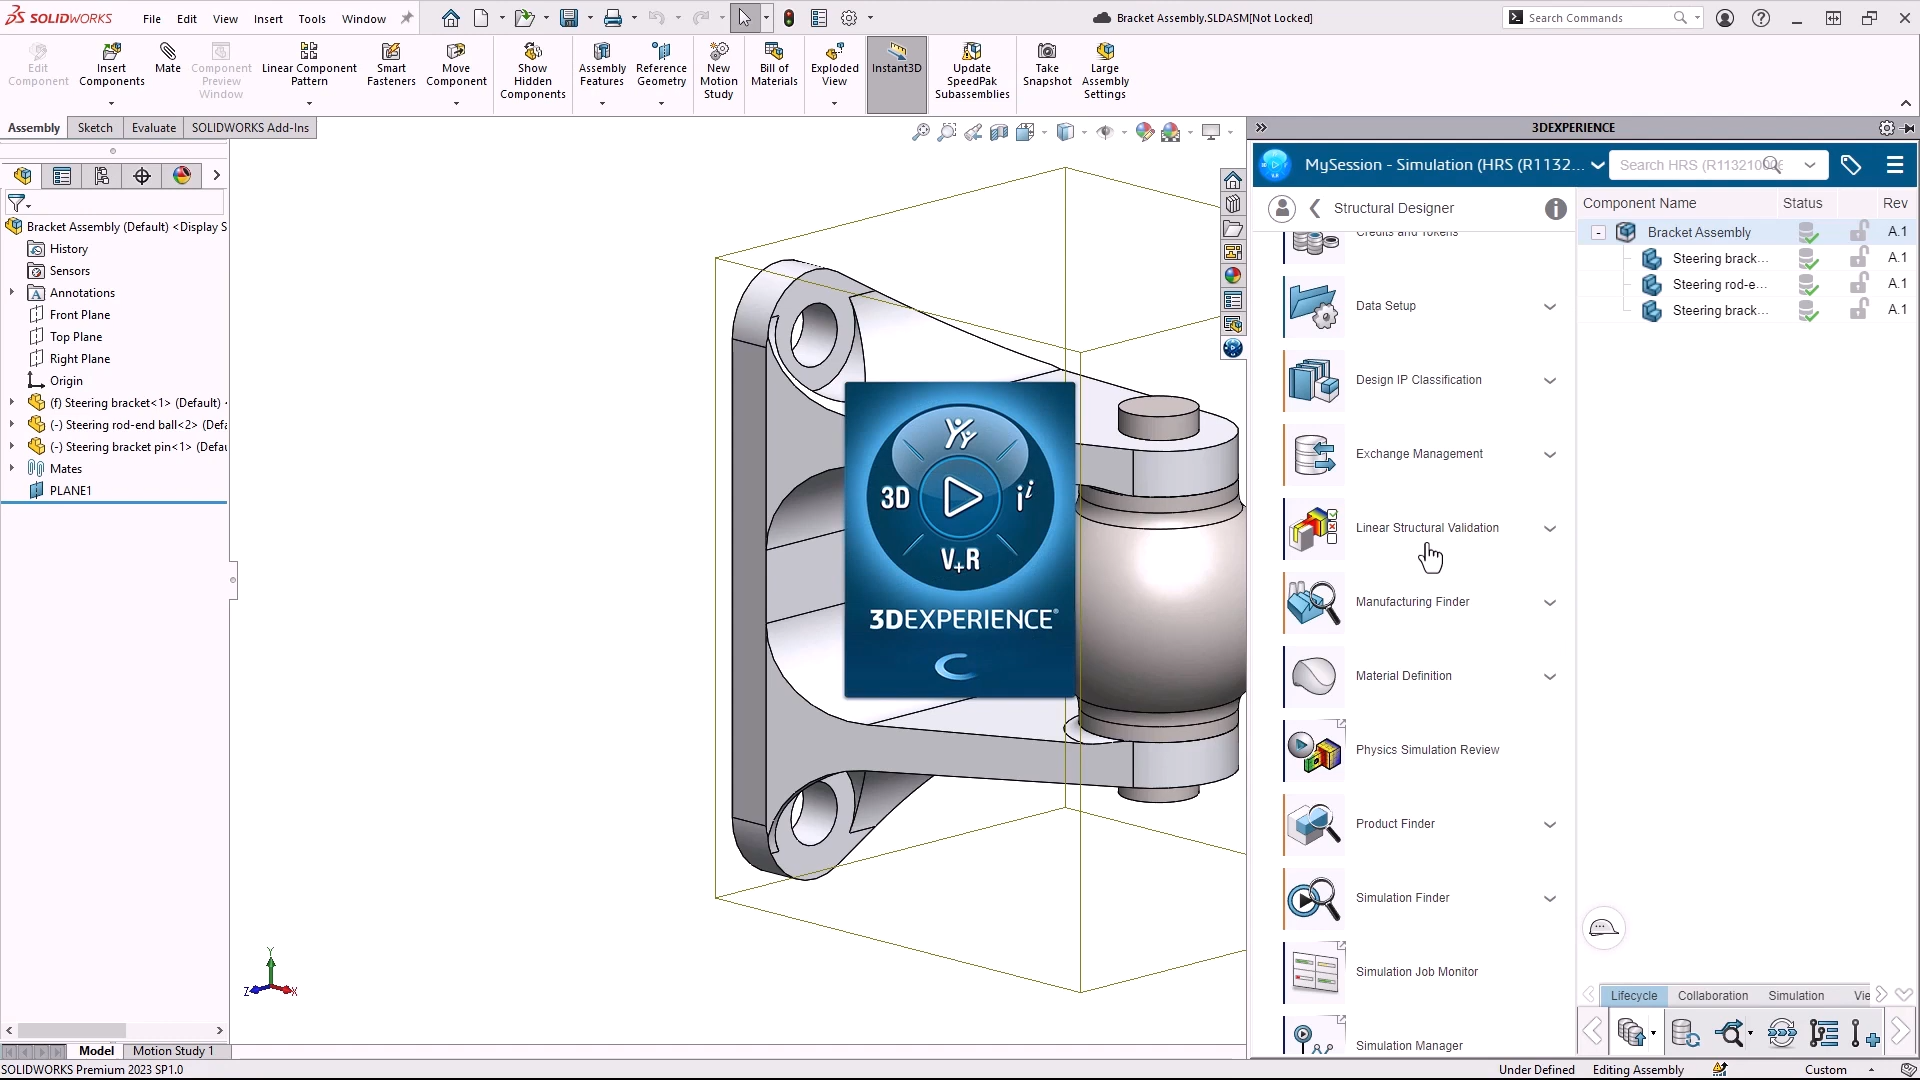 SOLIDWORKS File Edit View Insert Tools Window
Bracket Assembly.SLDASM[Not Locked]
Search Commands
Edit Component
Insert Components
Mate
Component Preview Window
Linear Component Pattern
Smart Fasteners
Move Component
Show Hidden Components
Assembly Features
Reference Geometry
New Motion Study
Bill of Materials
Exploded View
Instant3D
Update SpeedPak Subassemblies
Take Snapshot
Large Assembly Settings
Assembly Sketch Evaluate SOLIDWORKS Add-Ins
Bracket Assembly (Default) <Display S
History
Sensors
Annotations
Front Plane
Top Plane
Right Plane
Origin
(f) Steering bracket<1> (Default)
(-) Steering rod-end ball<2> (Defa
(-) Steering bracket pin<1> (Defau
Mates
PLANE1
3D
i i
V+R
3DEXPERIENCE
Y
Z
X
3DEXPERIENCE
MySession - Simulation (HRS (R1132...
Search HRS (R1132100
Structural Designer
Credits and Tokens
Data Setup
Design IP Classification
Exchange Management
Linear Structural Validation
Manufacturing Finder
Material Definition
Physics Simulation Review
Product Finder
Simulation Finder
Simulation Job Monitor
Simulation Manager
Component Name Status Rev
Bracket Assembly A.1
Steering brack... A.1
Steering rod-e... A.1
Steering brack... A.1
Lifecycle Collaboration Simulation Vie
Model Motion Study 1
SOLIDWORKS Premium 2023 SP1.0
Under Defined Editing Assembly Custom